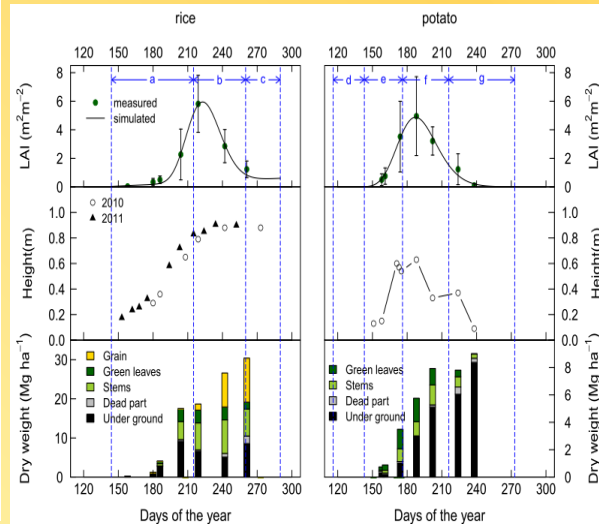 rice
potato
120 150 180 210 240 270 300
120 150 180 210 240 270 300
8
6
4
2
0
LAI (m²m⁻²)
a
b
c
measured
simulated
8
6
4
2
0
LAI (m²m⁻²)
d
e
f
g
1.0
0.8
0.6
0.4
0.2
0.0
Height(m)
2010
2011
1.0
0.8
0.6
0.4
0.2
0.0
Height(m)
30
20
10
0
Dry weight (Mg ha⁻¹)
Grain
Green leaves
Stems
Dead part
Under ground
8
6
4
2
0
Dry weight (Mg ha⁻¹)
Green leaves
Stems
Dead part
Under ground
120 150 180 210 240 270 300
120 150 180 210 240 270 300
Days of the year
Days of the year